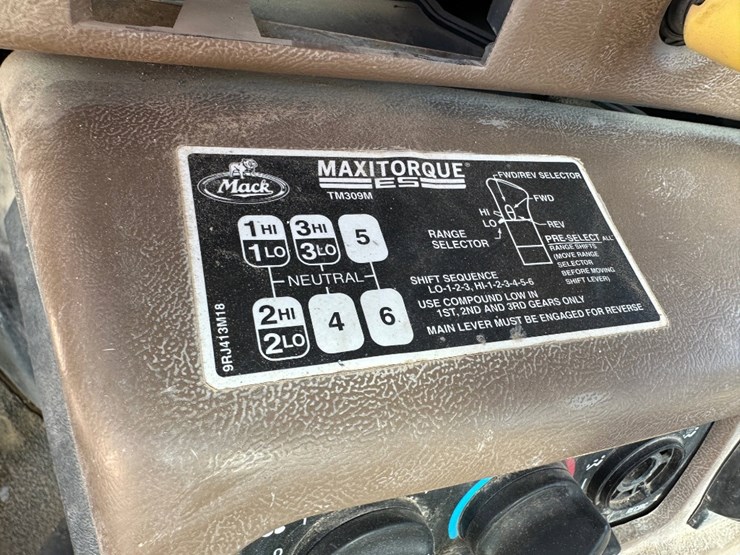 Mack
MAXITORQUE®
ES
TM309M
1 HI
1 LO
3 HI
3 LO
5
NEUTRAL
2 HI
2 LO
4
6
9RJ413M18
FWD/REV SELECTOR
FWD
HI
LO
REV
RANGE
SELECTOR
PRE-SELECT ALL
RANGE SHIFTS
(MOVE RANGE
SELECTOR
BEFORE MOVING
SHIFT LEVER)
SHIFT SEQUENCE
LO-1-2-3, HI-1-2-3-4-5-6
USE COMPOUND LOW IN
1ST, 2ND AND 3RD GEARS ONLY
MAIN LEVER MUST BE ENGAGED FOR REVERSE